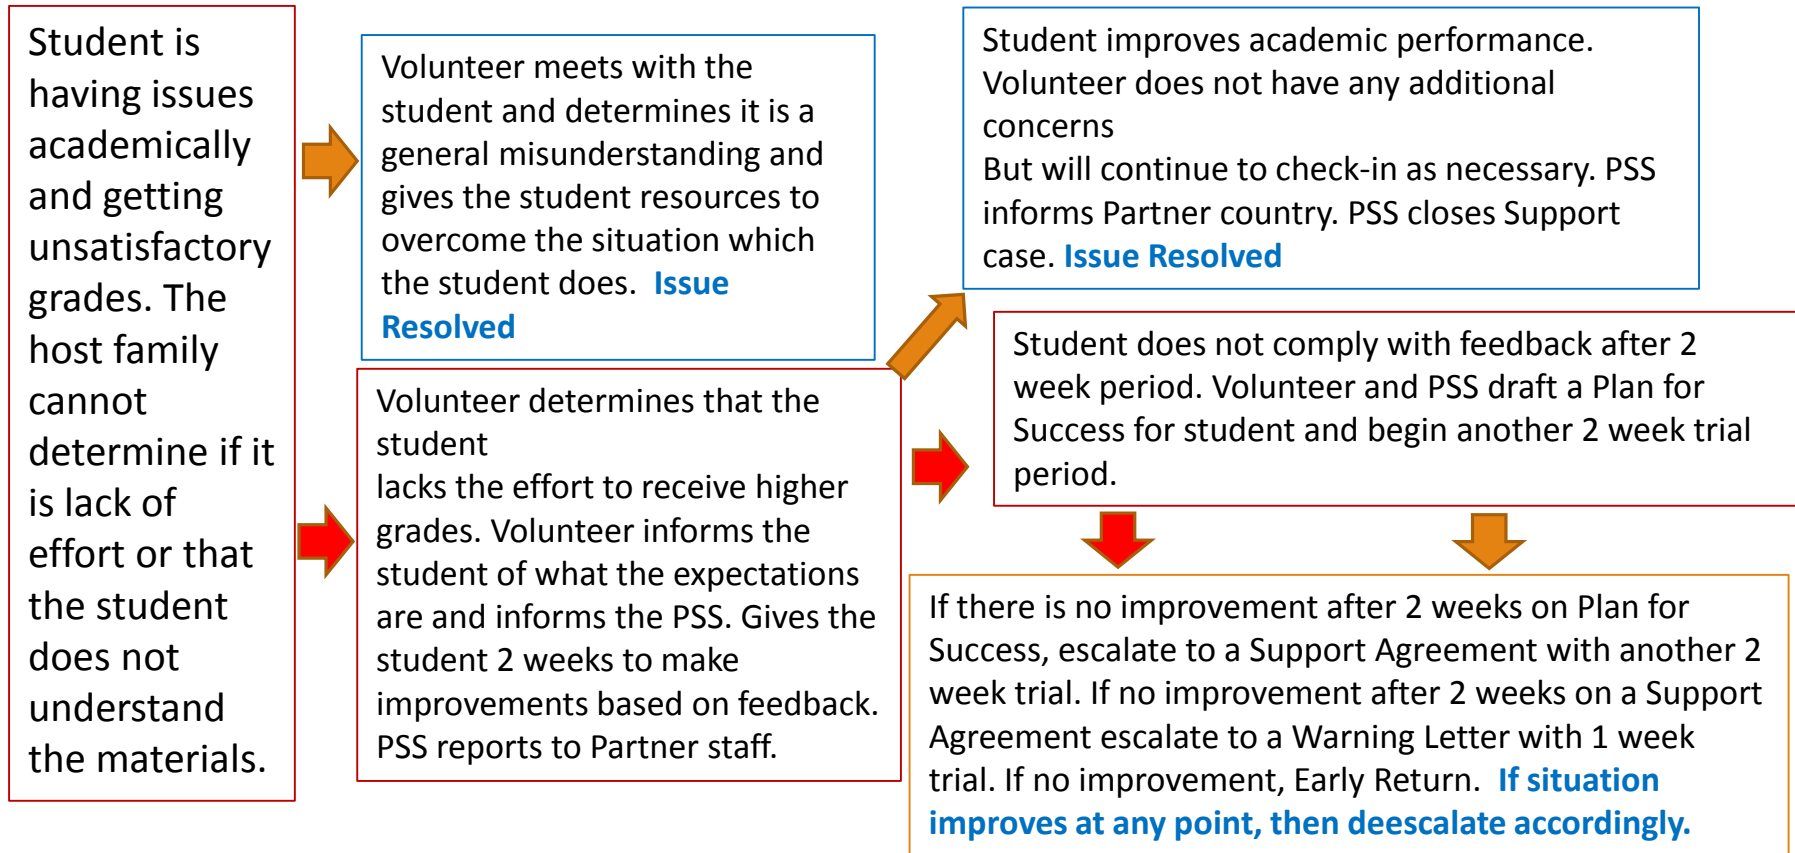 Student is
having issues
academically
and getting
unsatisfactory
grades. The
host family
cannot
determine if it
is lack of
effort or that
the student
does not
understand
the materials.
Volunteer meets with the
student and determines it is a
general misunderstanding and
gives the student resources to
overcome the situation which
the student does. Issue
Resolved
Volunteer determines that the
student
lacks the effort to receive higher
grades. Volunteer informs the
student of what the expectations
are and informs the PSS. Gives the
student 2 weeks to make
improvements based on feedback.
PSS reports to Partner staff.
Student improves academic performance.
Volunteer does not have any additional
concerns
But will continue to check-in as necessary. PSS
informs Partner country. PSS closes Support
case. Issue Resolved
Student does not comply with feedback after 2
week period. Volunteer and PSS draft a Plan for
Success for student and begin another 2 week trial
period.
If there is no improvement after 2 weeks on Plan for
Success, escalate to a Support Agreement with another 2
week trial. If no improvement after 2 weeks on a Support
Agreement escalate to a Warning Letter with 1 week
trial. If no improvement, Early Return. If situation
improves at any point, then deescalate accordingly.